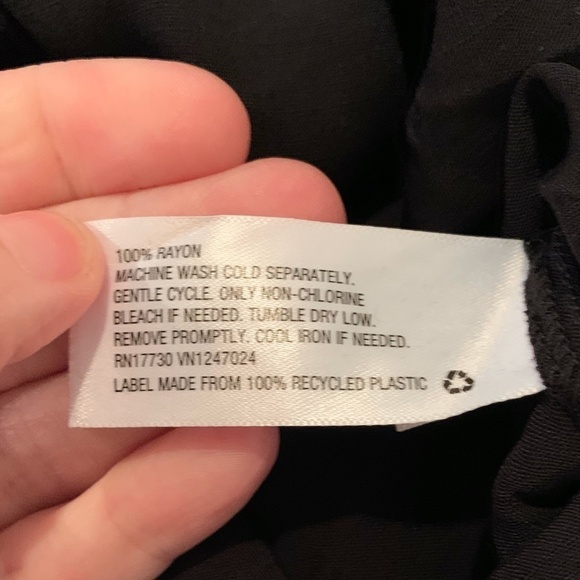 100% RAYON
MACHINE WASH COLD SEPARATELY.
GENTLE CYCLE. ONLY NON-CHLORINE
BLEACH IF NEEDED. TUMBLE DRY LOW.
REMOVE PROMPTLY. COOL IRON IF NEEDED.
RN17730 VN1247024
LABEL MADE FROM 100% RECYCLED PLASTIC